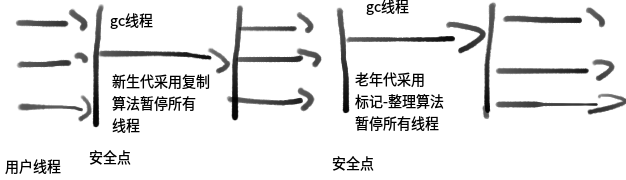 gc线程
新生代采用复制
算法暂停所有
线程
安全点
用户线程
gc线程
老年代采用
标记-整理算法
暂停所有线程
安全点